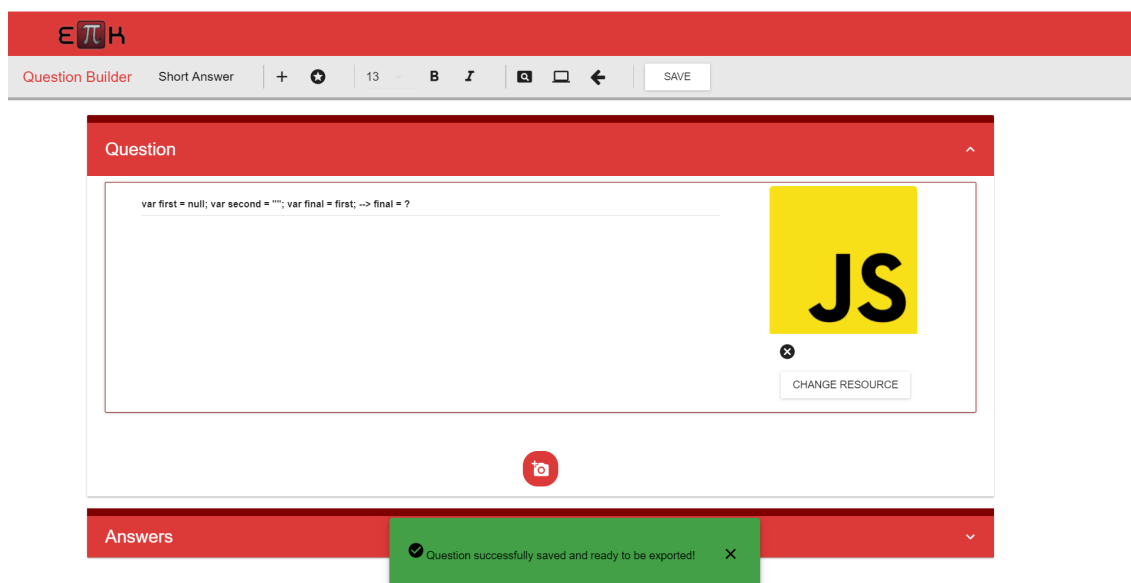 επK
Question Builder Short Answer 13 B I SAVE
Question
var first = null; var second = ""; var final = first; --> final = ?
JS
CHANGE RESOURCE
Answers
Question successfully saved and ready to be exported!